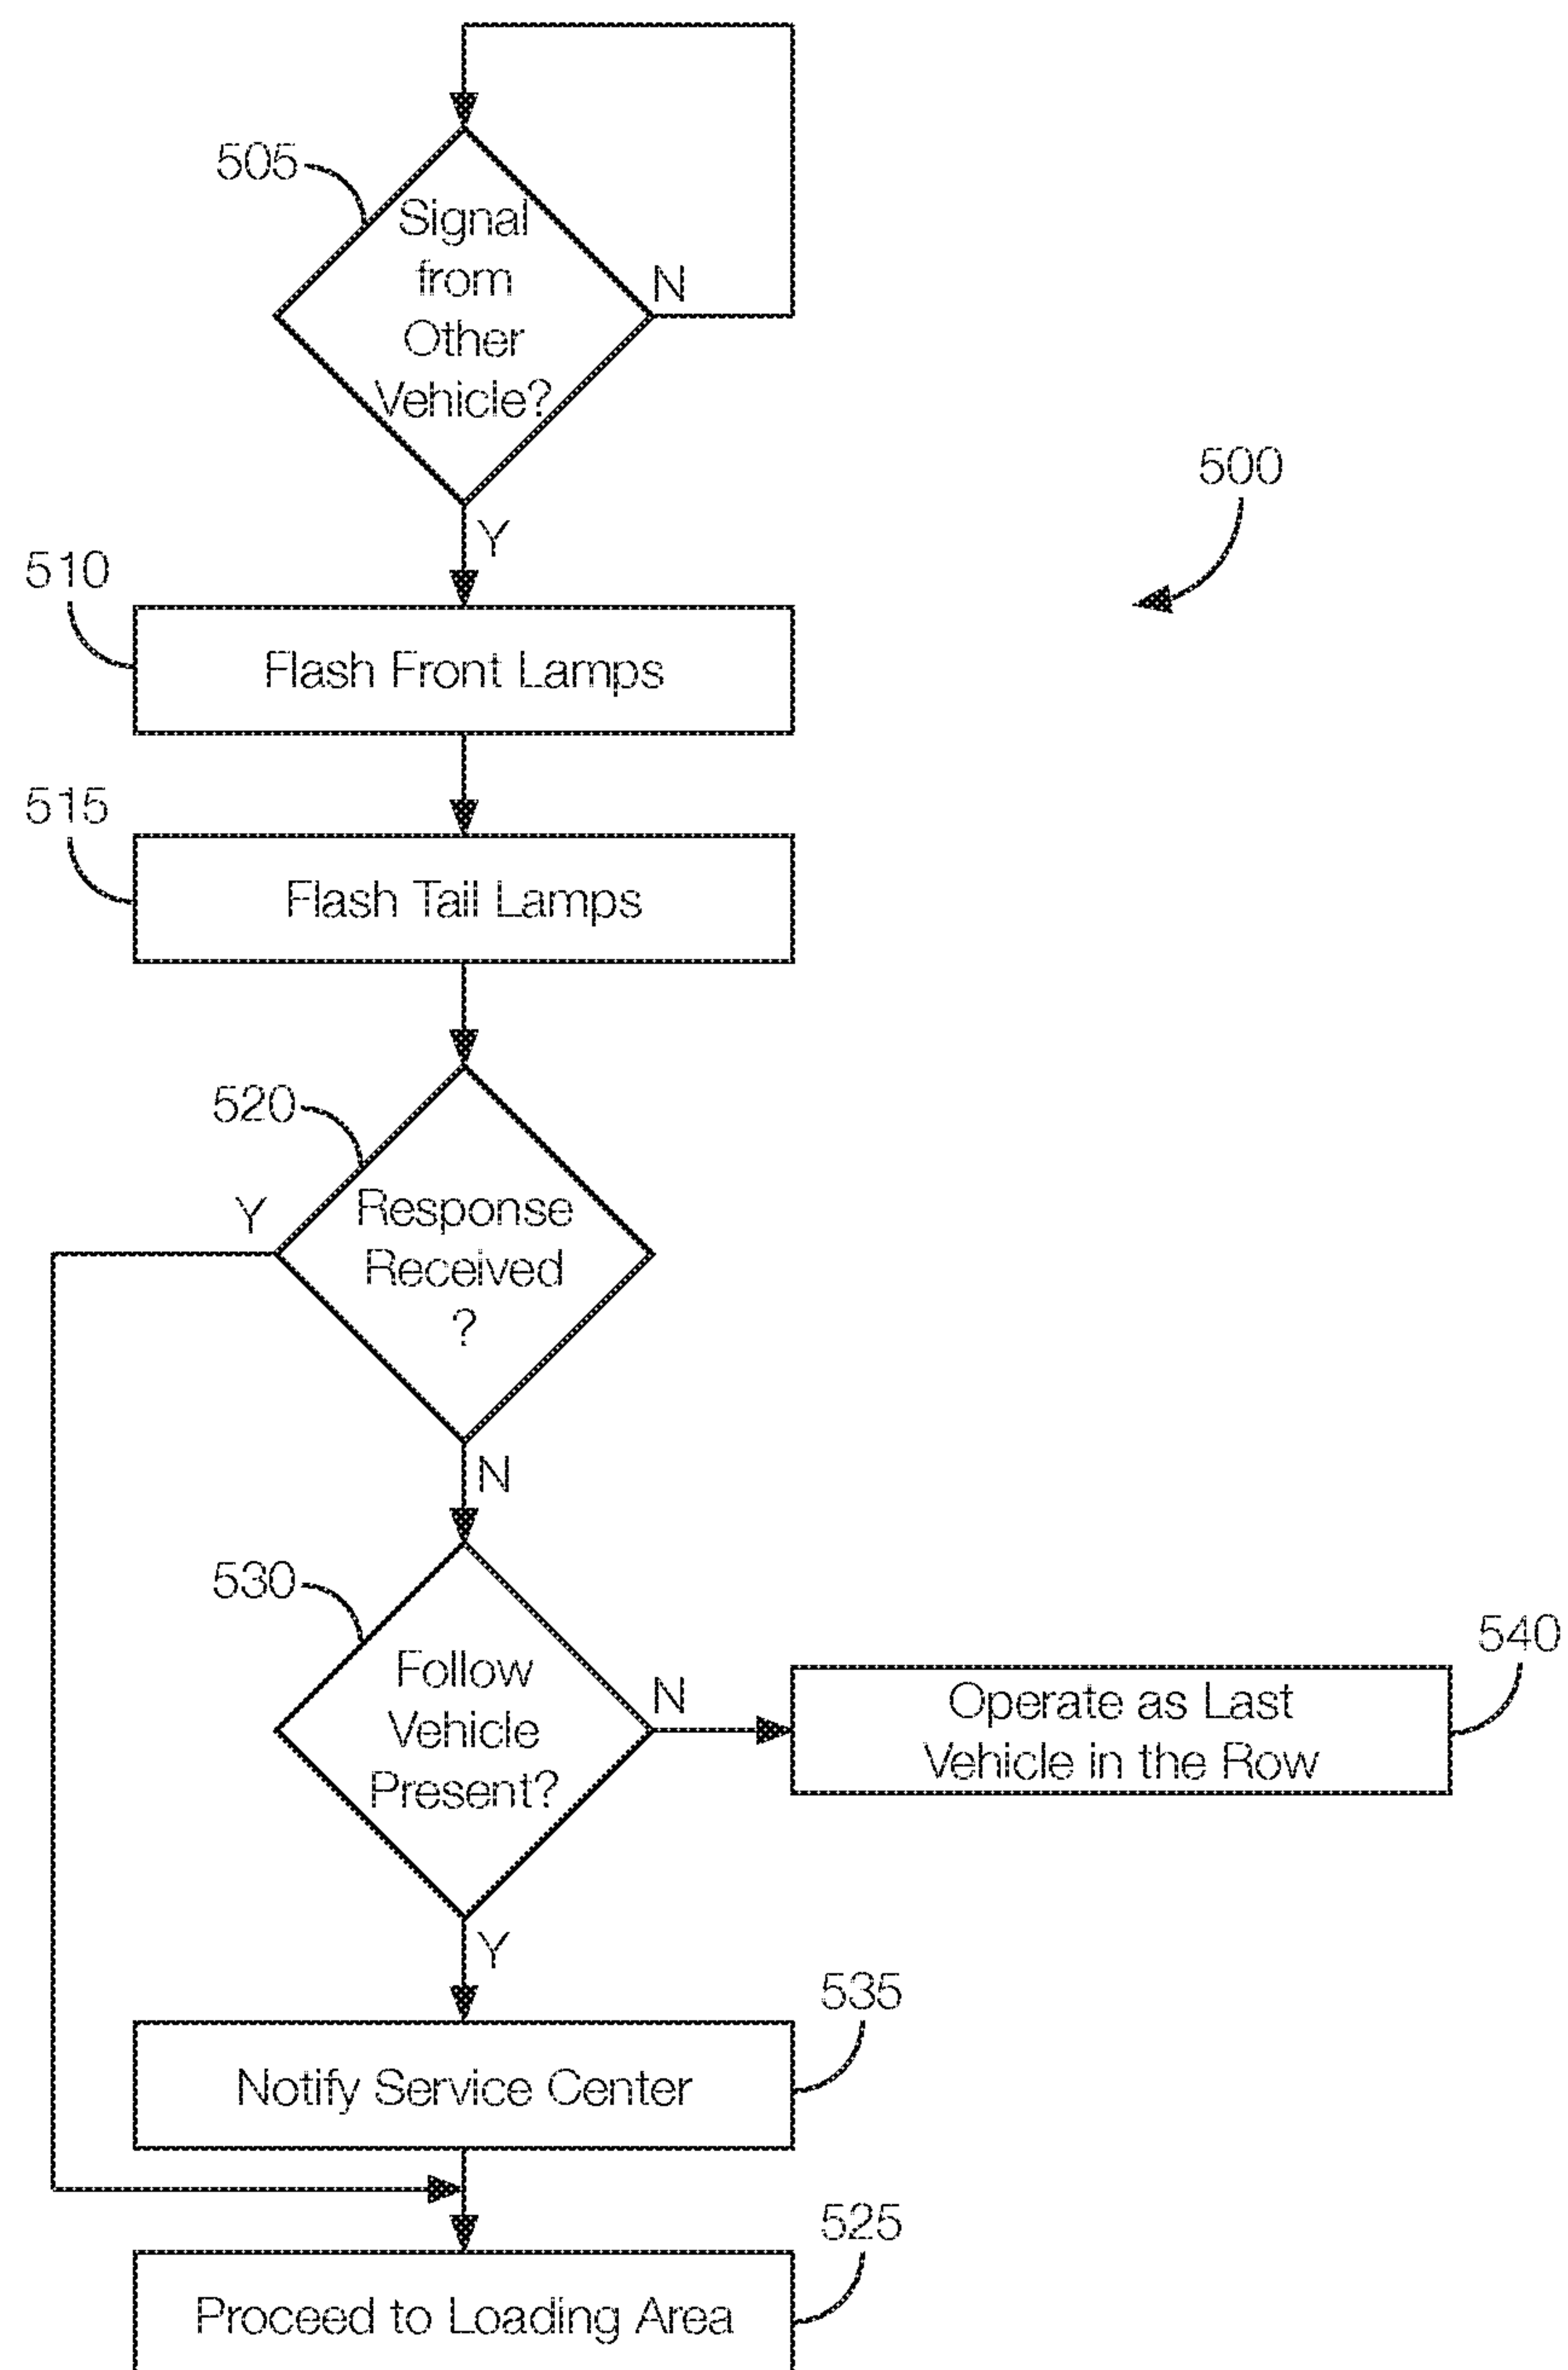 505
Signal
from
Other
Vehicle?
N
500
Y
510
Flash Front Lamps
515
Flash Tail Lamps
520
Y
Response
Received
?
N
530
Follow
Vehicle
Present?
N
540
Operate as Last
Vehicle in the Row
Y
535
Notify Service Center
525
Proceed to Loading Area